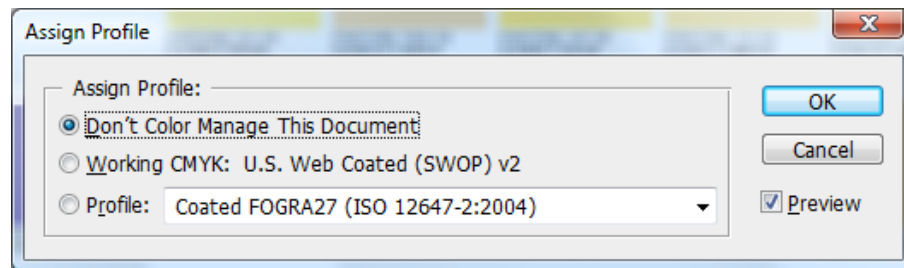 Assign Profile
Assign Profile:
Don't Color Manage This Document
Working CMYK: U.S. Web Coated (SWOP) v2
Profile: Coated FOGRA27 (ISO 12647-2:2004)
OK
Cancel
Preview